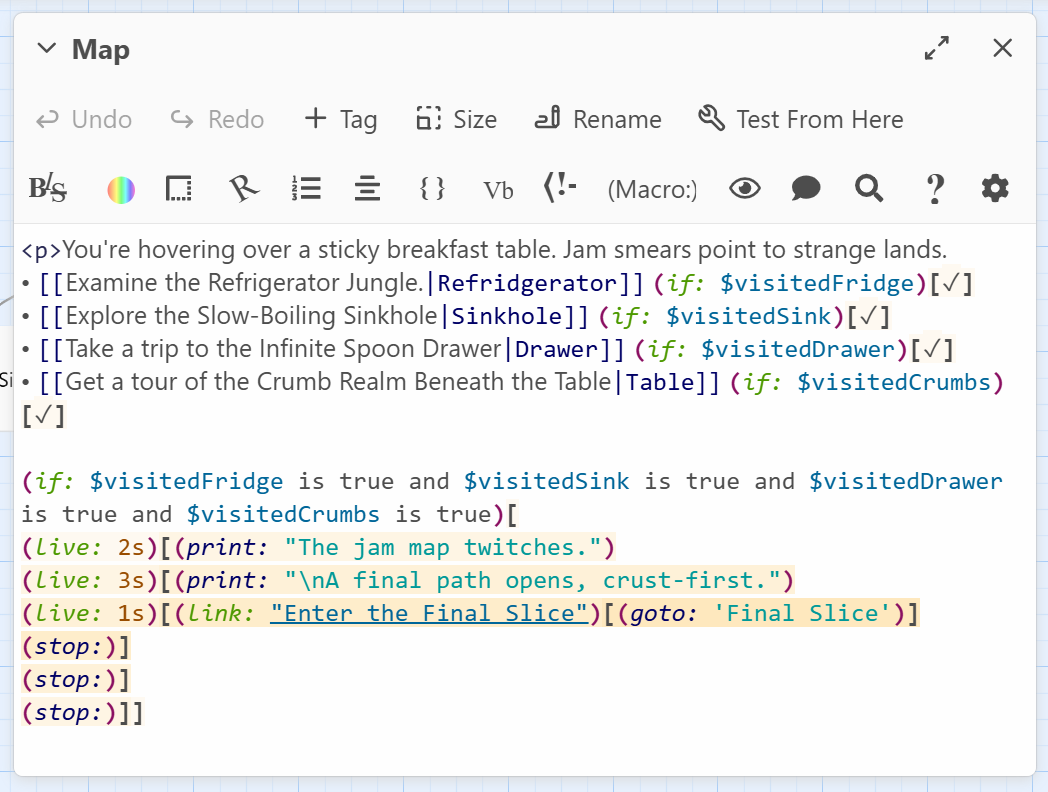 Map
Undo Redo + Tag Size Rename Test From Here
B/S R 1 2 3 { } Vb (!- (Macro:) ?
<p>You're hovering over a sticky breakfast table. Jam smears point to strange lands.
• [[Examine the Refrigerator Jungle.|Refridgerator]] (if: $visitedFridge)[✓]
• [[Explore the Slow-Boiling Sinkhole|Sinkhole]] (if: $visitedSink)[✓]
• [[Take a trip to the Infinite Spoon Drawer|Drawer]] (if: $visitedDrawer)[✓]
Si
• [[Get a tour of the Crumb Realm Beneath the Table|Table]] (if: $visitedCrumbs)
[✓]
(if: $visitedFridge is true and $visitedSink is true and $visitedDrawer
is true and $visitedCrumbs is true)[
(live: 2s)[(print: "The jam map twitches.")
(live: 3s)[(print: "\nA final path opens, crust-first.")
(live: 1s)[(link: "Enter the Final Slice")[(goto: 'Final Slice')]
(stop:)]
(stop:)]
(stop:)]]